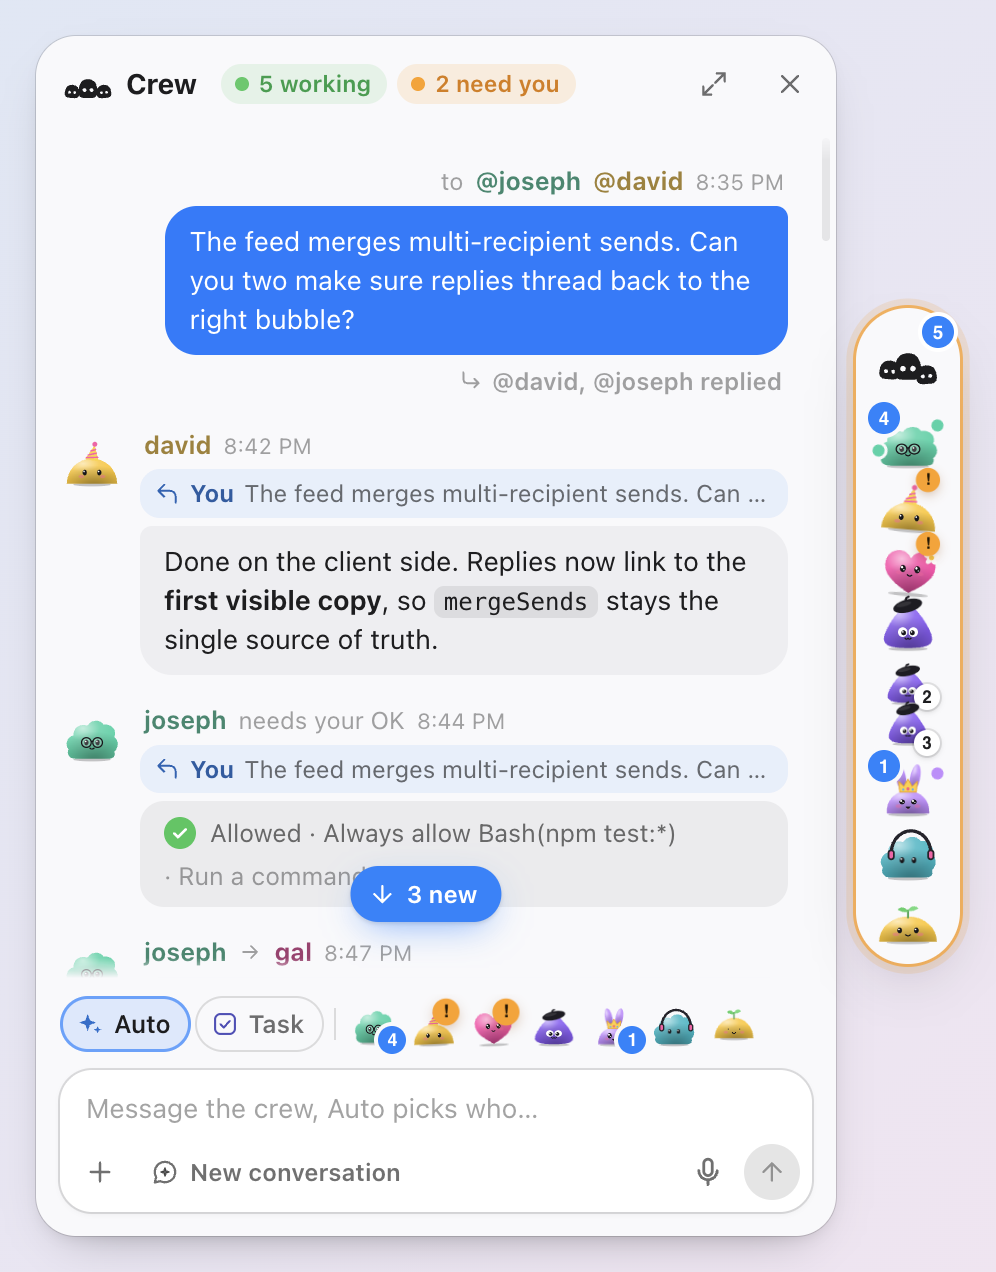 Crew 5 working 2 need you
to @joseph @david 8:35 PM
The feed merges multi-recipient sends. Can
you two make sure replies thread back to the
right bubble?
@david, @joseph replied
david 8:42 PM
You The feed merges multi-recipient sends. Can ...
Done on the client side. Replies now link to the
first visible copy, so mergeSends stays the
single source of truth.
joseph needs your OK 8:44 PM
You The feed merges multi-recipient sends. Can ...
Allowed · Always allow Bash(npm test:*)
· Run a command
3 new
joseph → gal 8:47 PM
Auto Task 4 ! ! 1
Message the crew, Auto picks who...
New conversation
5
4
!
!
2
3
1